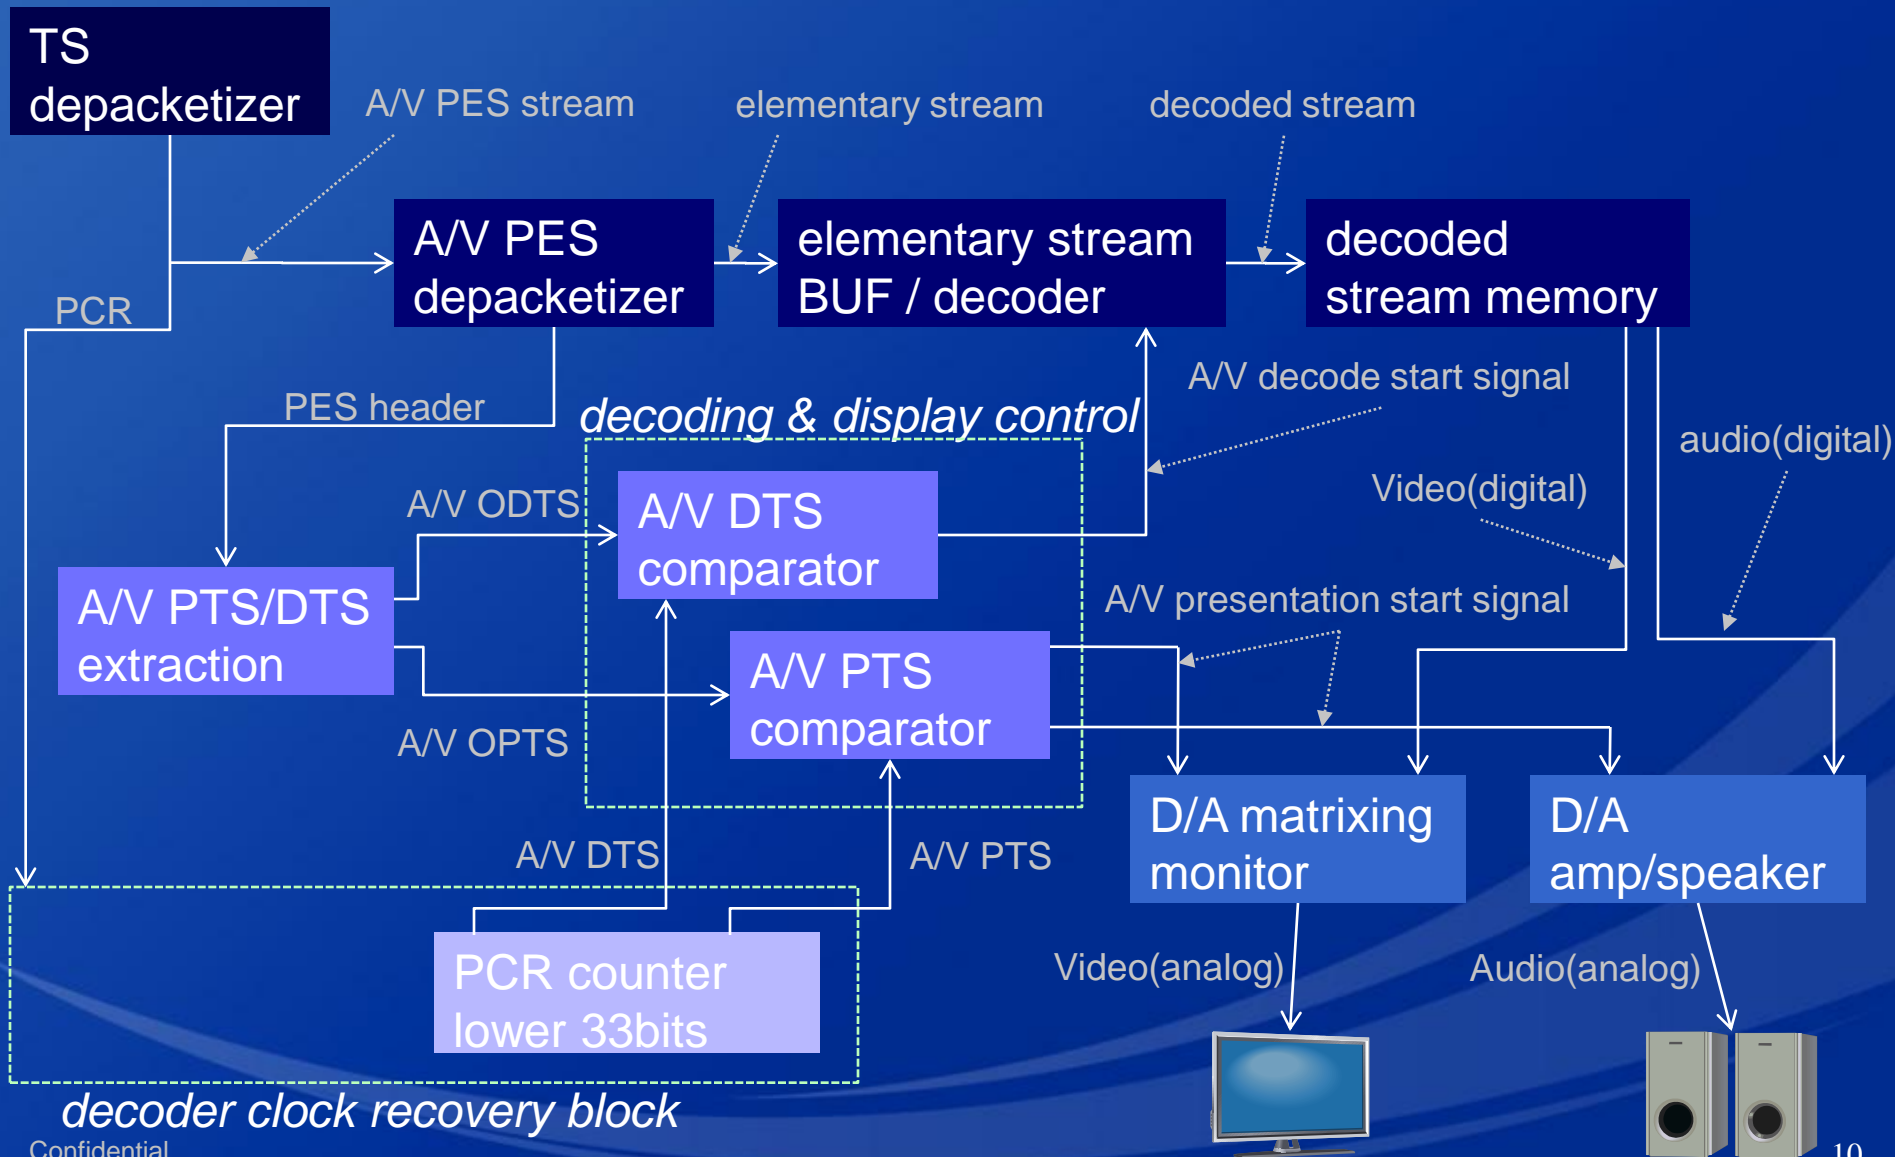 TS
depacketizer
A/V PES stream
elementary stream
decoded stream
A/V PES
depacketizer
elementary stream
BUF / decoder
decoded
stream memory
PCR
PES header
decoding & display control
A/V decode start signal
audio(digital)
Video(digital)
A/V ODTS
A/V DTS
comparator
A/V PTS/DTS
extraction
A/V presentation start signal
A/V PTS
comparator
A/V OPTS
D/A matrixing
monitor
D/A
amp/speaker
A/V DTS
A/V PTS
PCR counter
lower 33bits
Video(analog)
Audio(analog)
decoder clock recovery block
Confidential
10